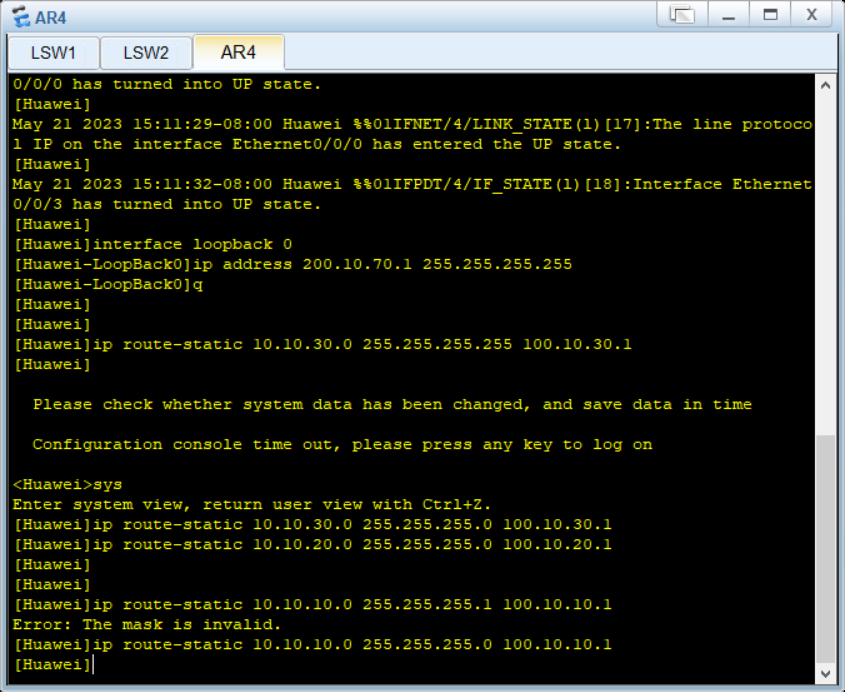 AR4
X
LSW1 LSW2 AR4
0/0/0 has turned into UP state.
[Huawei]
May 21 2023 15:11:29-08:00 Huawei %%01IFNET/4/LINK_STATE(l)[17]:The line protoco
l IP on the interface Ethernet0/0/0 has entered the UP state.
[Huawei]
May 21 2023 15:11:32-08:00 Huawei %%01IFPDT/4/IF_STATE(l)[18]:Interface Ethernet
0/0/3 has turned into UP state.
[Huawei]
[Huawei]interface loopback 0
[Huawei-LoopBack0]ip address 200.10.70.1 255.255.255.255
[Huawei-LoopBack0]q
[Huawei]
[Huawei]
[Huawei]ip route-static 10.10.30.0 255.255.255.255 100.10.30.1
[Huawei]
Please check whether system data has been changed, and save data in time
Configuration console time out, please press any key to log on
<Huawei>sys
Enter system view, return user view with Ctrl+Z.
[Huawei]ip route-static 10.10.30.0 255.255.255.0 100.10.30.1
[Huawei]ip route-static 10.10.20.0 255.255.255.0 100.10.20.1
[Huawei]
[Huawei]
[Huawei]ip route-static 10.10.10.0 255.255.255.1 100.10.10.1
Error: The mask is invalid.
[Huawei]ip route-static 10.10.10.0 255.255.255.0 100.10.10.1
[Huawei]